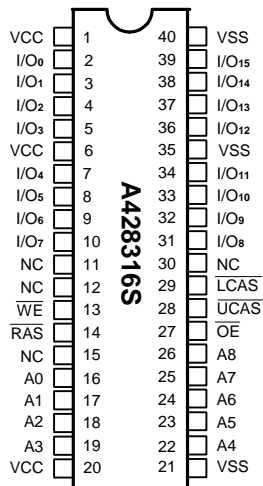 VCC 1 40 VSS
I/O0 2 39 I/O15
I/O1 3 38 I/O14
I/O2 4 37 I/O13
I/O3 5 36 I/O12
VCC 6 35 VSS
I/O4 7 34 I/O11
I/O5 8 33 I/O10
I/O6 9 32 I/O9
I/O7 10 31 I/O8
NC 11 30 NC
NC 12 29 LCAS
WE 13 28 UCAS
RAS 14 27 OE
NC 15 26 A8
A0 16 25 A7
A1 17 24 A6
A2 18 23 A5
A3 19 22 A4
VCC 20 21 VSS
A428316S